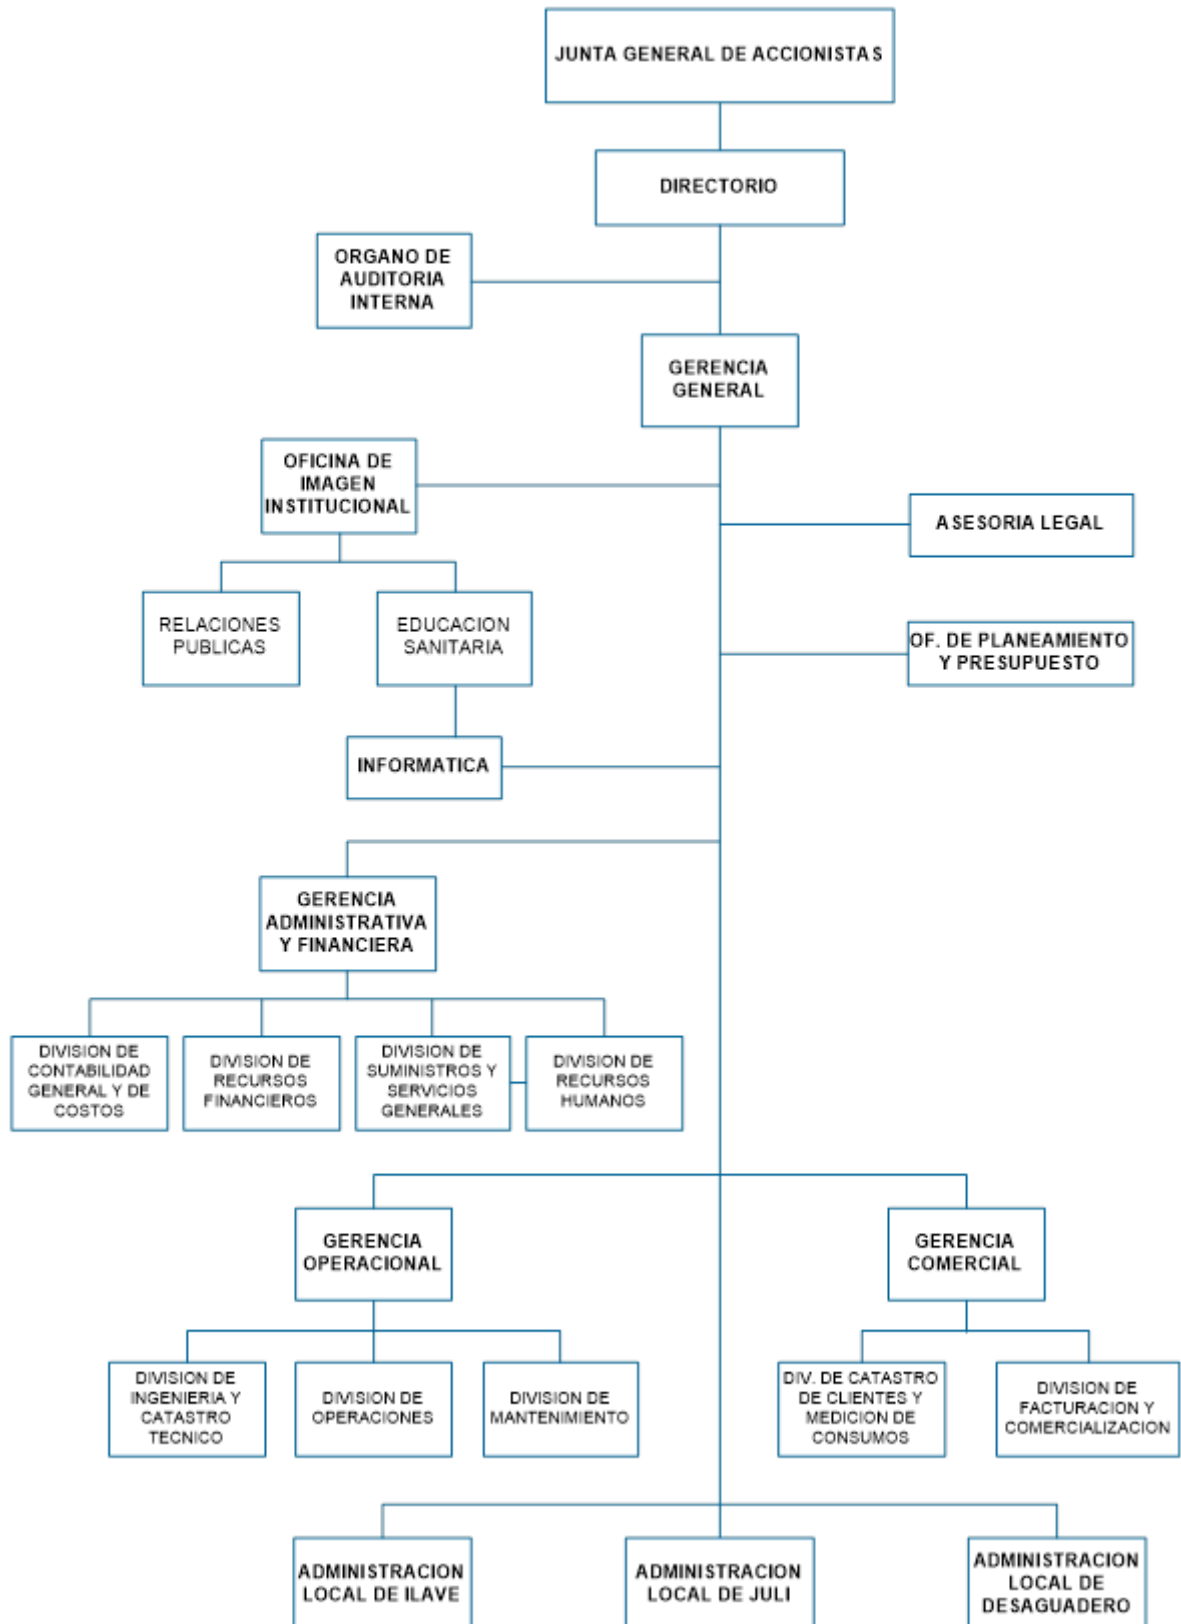 JUNTA GENERAL DE ACCIONISTAS
DIRECTORIO
ORGANO DE
AUDITORIA
INTERNA
GERENCIA
GENERAL
OFICINA DE
IMAGEN
INSTITUCIONAL
ASESORIA LEGAL
RELACIONES
PUBLICAS
EDUCACION
SANITARIA
OF. DE PLANEAMIENTO
Y PRESUPUESTO
INFORMATICA
GERENCIA
ADMINISTRATIVA
Y FINANCIERA
DIVISION DE
CONTABILIDAD
GENERAL Y DE
COSTOS
DIVISION DE
RECURSOS
FINANCIEROS
DIVISION DE
SUMINISTROS Y
SERVICIOS
GENERALES
DIVISION DE
RECURSOS
HUMANOS
GERENCIA
OPERACIONAL
GERENCIA
COMERCIAL
DIVISION DE
INGENIERIA Y
CATASTRO
TECNICO
DIVISION DE
OPERACIONES
DIVISION DE
MANTENIMIENTO
DIV. DE CATASTRO
DE CLIENTES Y
MEDICION DE
CONSUMOS
DIVISION DE
FACTURACION Y
COMERCIALIZACION
ADMINISTRACION
LOCAL DE ILAVE
ADMINISTRACION
LOCAL DE JULI
ADMINISTRACION
LOCAL DE
DESAGUADERO